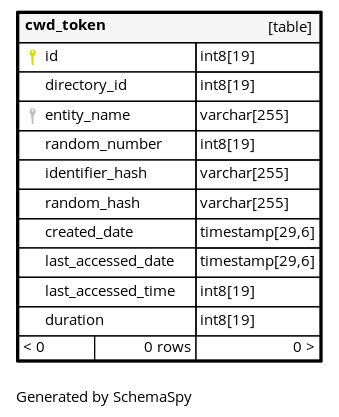 cwd_token [table]
id int8[19]
directory_id int8[19]
entity_name varchar[255]
random_number int8[19]
identifier_hash varchar[255]
random_hash varchar[255]
created_date timestamp[29,6]
last_accessed_date timestamp[29,6]
last_accessed_time int8[19]
duration int8[19]
< 0 0 rows 0 >
Generated by SchemaSpy